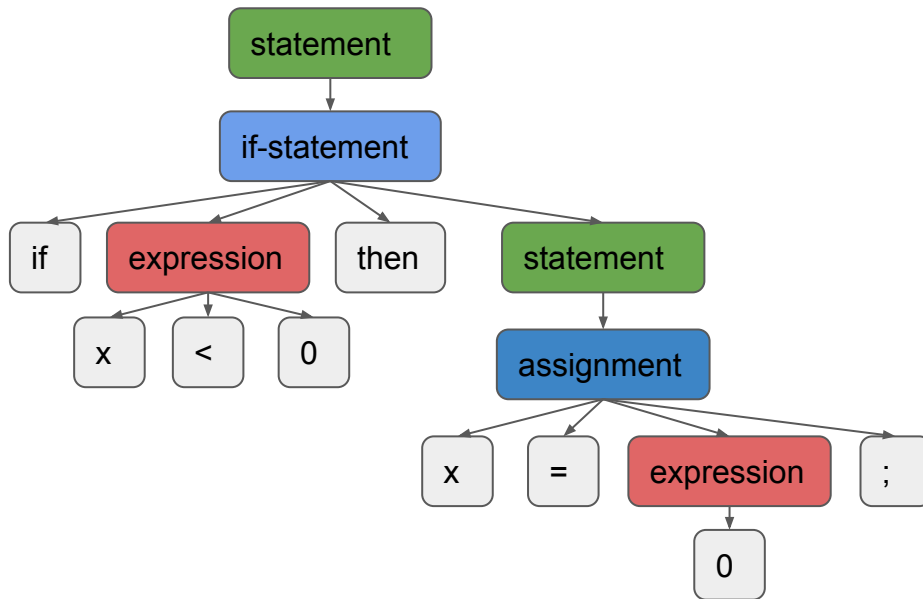 statement
if-statement
if expression then statement
x < 0
assignment
x = expression ;
0